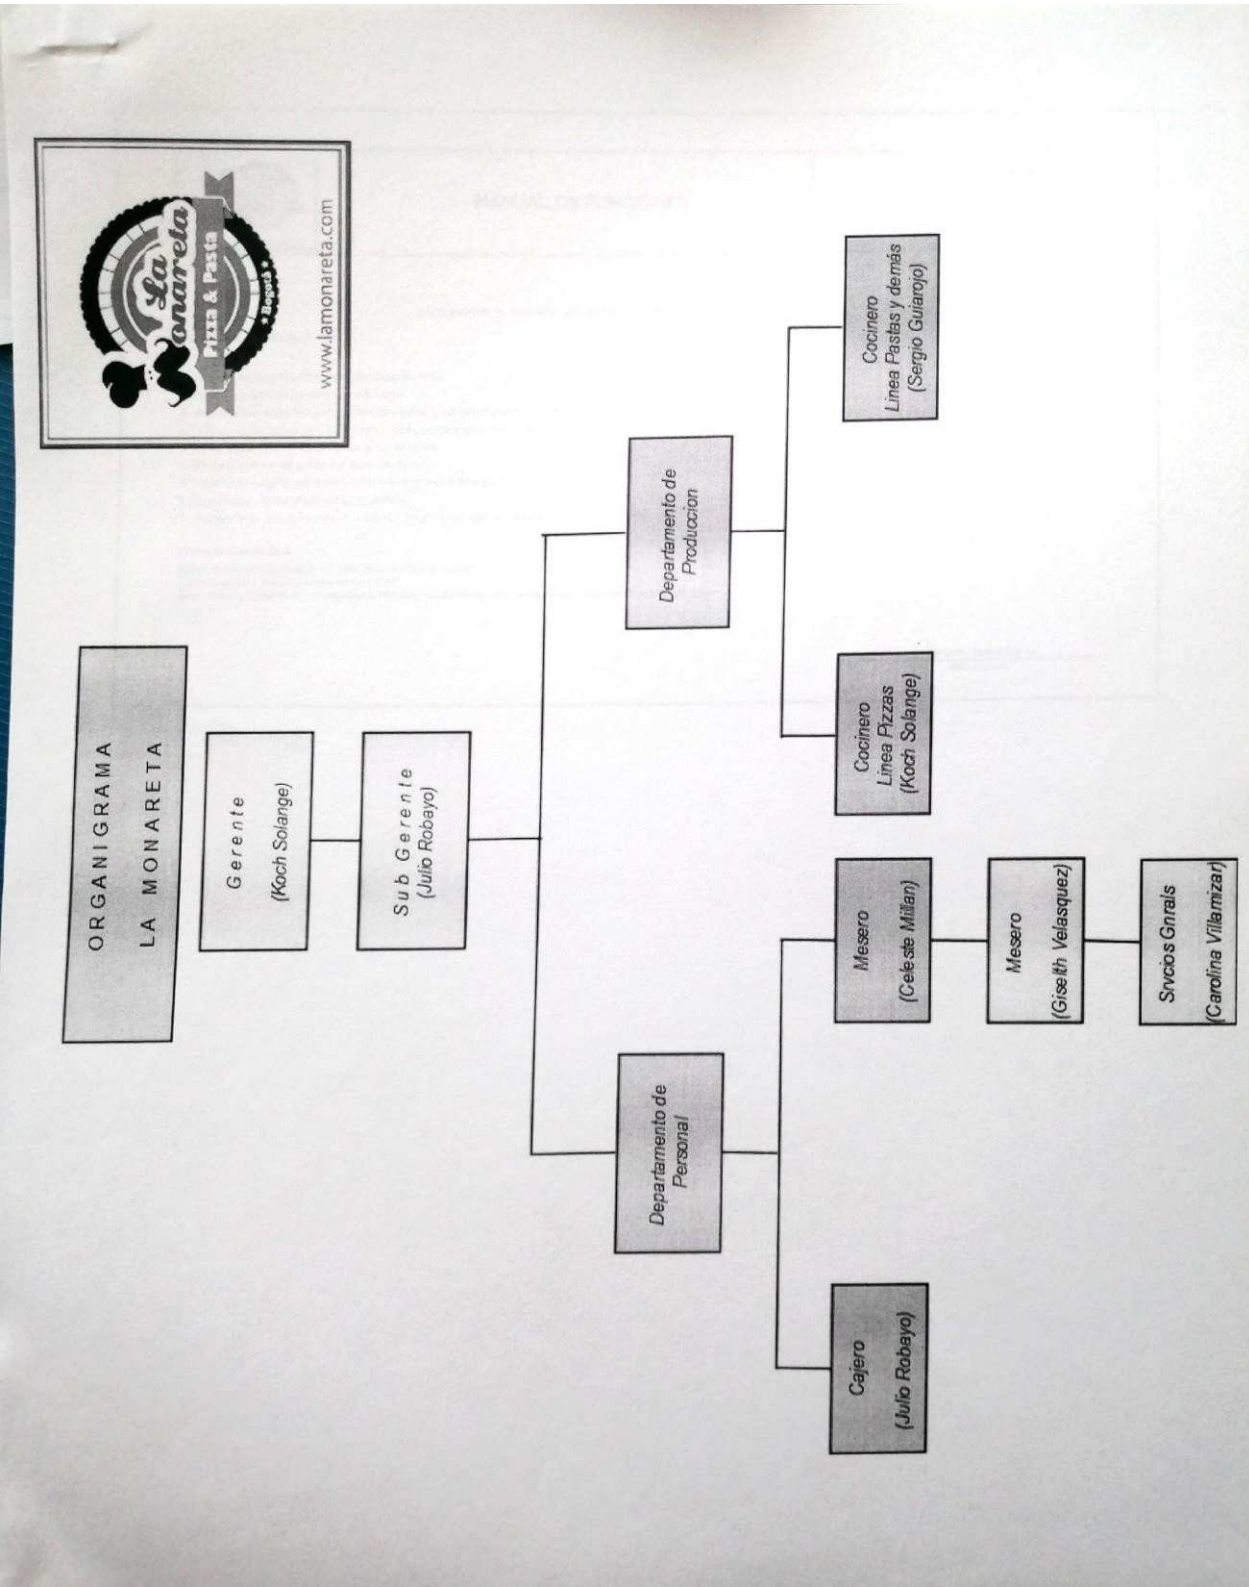 ORGANIGRAMA
LA MONARETA
La
Monareta
Pizza & Pasta
Bogotá
www.lamonareta.com
Gerente
(Koch Solange)
Sub Gerente
(Julio Robayo)
Departamento de
Personal
Departamento de
Produccion
Cajero
(Julio Robayo)
Mesero
(Celeste Millan)
Mesero
(Giselth Velasquez)
Srvcios Gnrals
(Carolina Villamizar)
Cocinero
Linea Pizzas
(Koch Solange)
Cocinero
Linea Pastas y demás
(Sergio Guiarojo)
MANUAL DE FUNCIONES